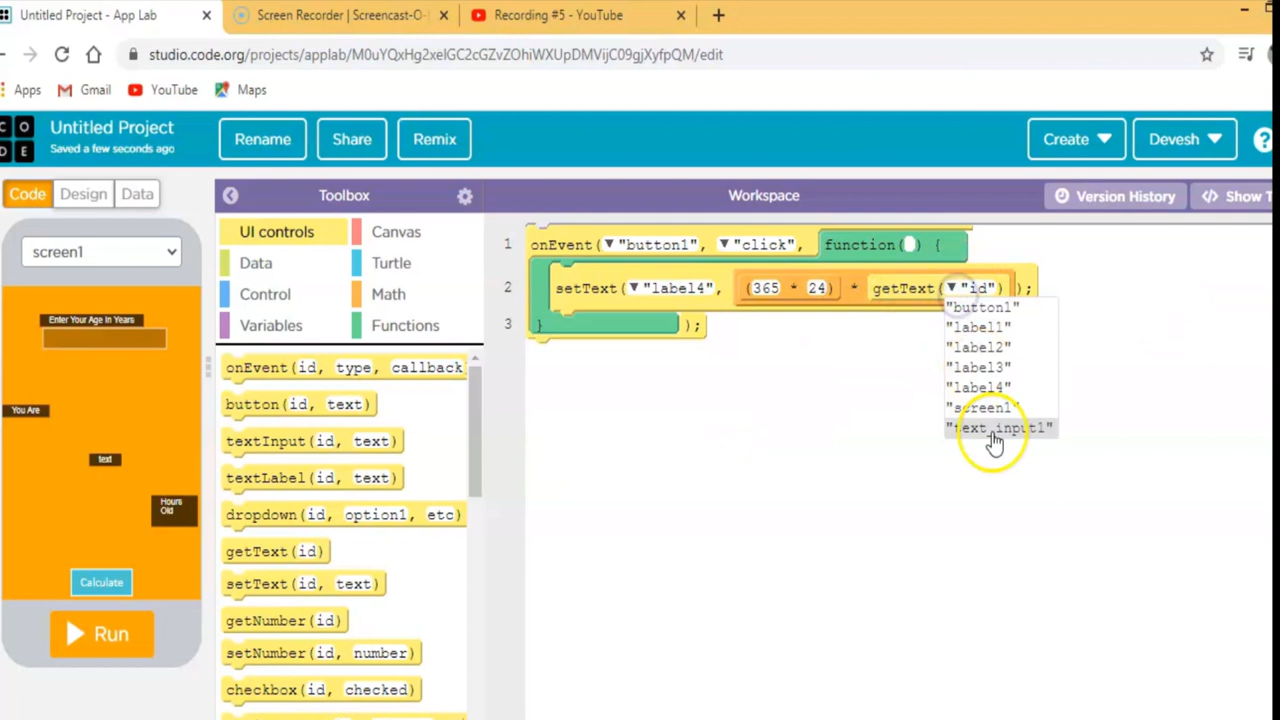 Untitled Project - App Lab
Screen Recorder | Screencast-O-
Recording #5 - YouTube
studio.code.org/projects/applab/M0uYQxHg2xelGC2cGZvZOhiWXUpDMVijC09gjXyfpQM/edit
Apps
Gmail
YouTube
Maps
C O
D E
Untitled Project
Saved a few seconds ago
Rename
Share
Remix
Create
Devesh
?
Code
Design
Data
Toolbox
Workspace
Version History
Show T
screen1
Enter Your Age In Years
You Are
text
Hours
Old
Calculate
Run
UI controls
Canvas
Data
Turtle
Control
Math
Variables
Functions
onEvent(id, type, callback
button(id, text)
textInput(id, text)
textLabel(id, text)
dropdown(id, option1, etc)
getText(id)
setText(id, text)
getNumber(id)
setNumber(id, number)
checkbox(id, checked)
1 onEvent(▼"button1", ▼"click", function( ) {
2 setText(▼"label4", (365 * 24) * getText(▼"id") );
3 } );
"button1"
"label1"
"label2"
"label3"
"label4"
"screen1"
"text_input1"